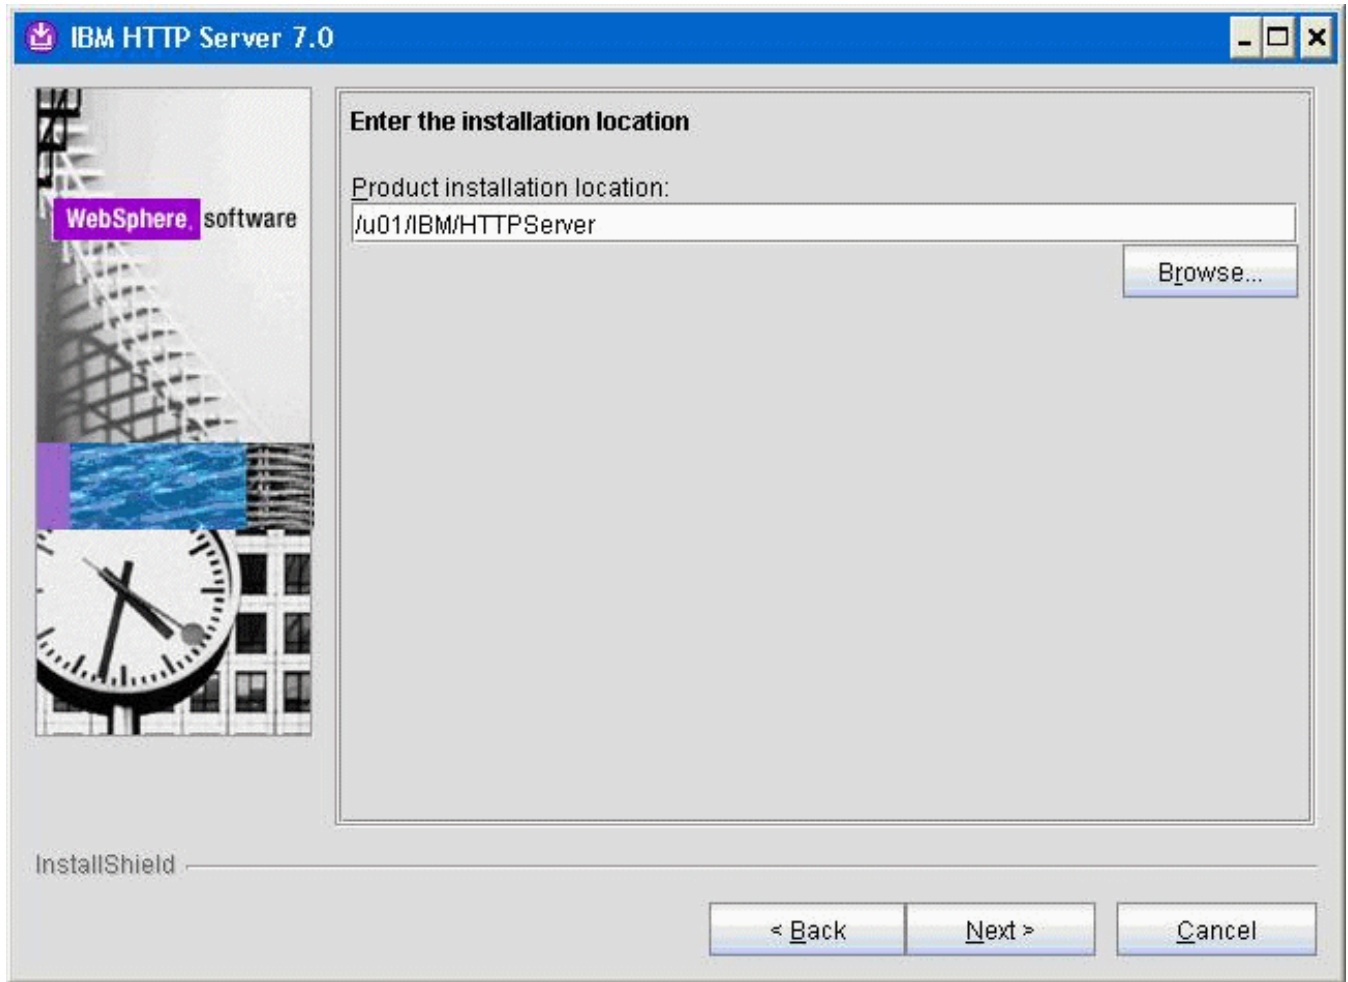 IBM HTTP Server 7.0
WebSphere. software
Enter the installation location
Product installation location:
/u01/IBM/HTTPServer
Browse...
InstallShield
< Back
Next >
Cancel